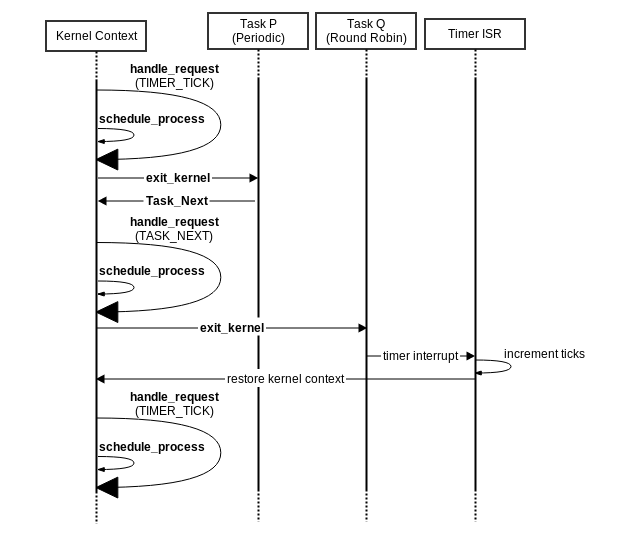 Kernel Context
Task P
(Periodic)
Task Q
(Round Robin)
Timer ISR
handle_request
(TIMER_TICK)
schedule_process
exit_kernel
Task_Next
handle_request
(TASK_NEXT)
schedule_process
exit_kernel
timer interrupt
increment ticks
restore kernel context
handle_request
(TIMER_TICK)
schedule_process